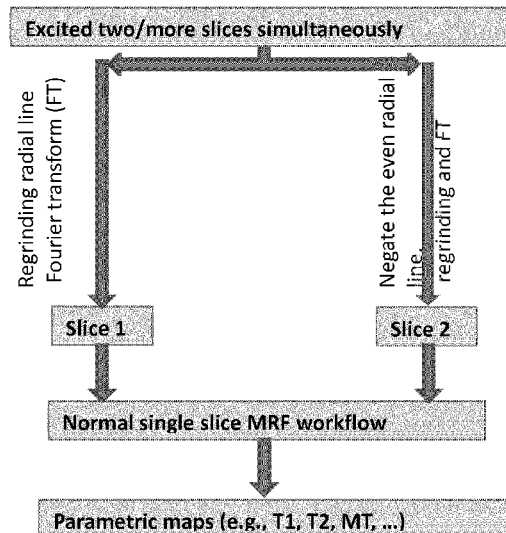 Excited two/more slices simultaneously
Regrinding radial line
Fourier transform (FT)
Negate the even radial
line,
regrinding and FT
Slice 1
Slice 2
Normal single slice MRF workflow
Parametric maps (e.g., T1, T2, MT, ...)